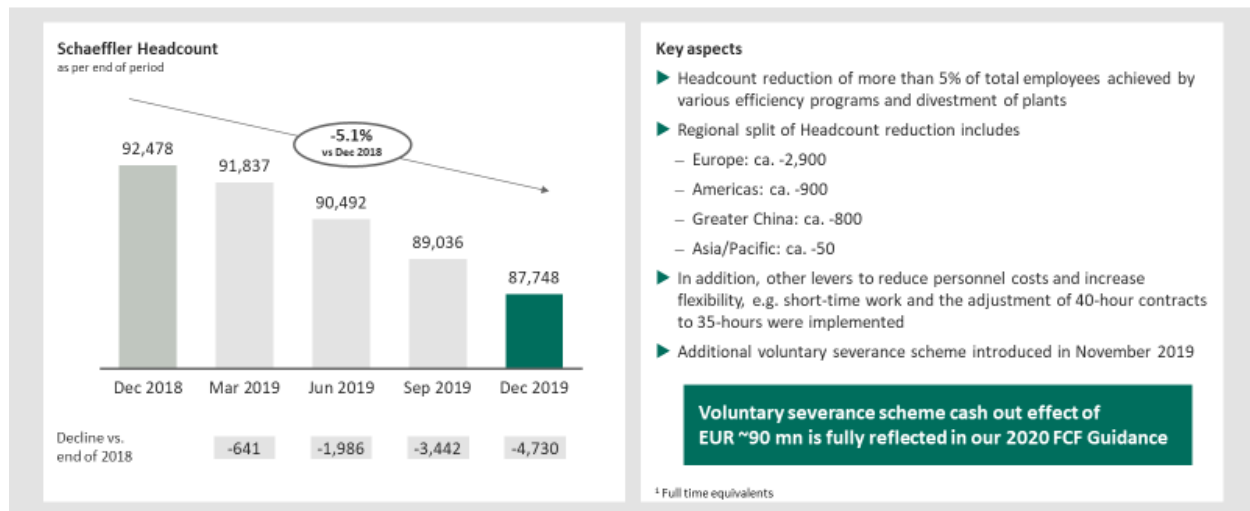 Schaeffler Headcount
as per end of period
-5.1%
vs Dec 2018
92,478
91,837
90,492
89,036
87,748
Dec 2018 Mar 2019 Jun 2019 Sep 2019 Dec 2019
Decline vs.
end of 2018
-641 -1,986 -3,442 -4,730
Key aspects
▶ Headcount reduction of more than 5% of total employees achieved by
various efficiency programs and divestment of plants
▶ Regional split of Headcount reduction includes
– Europe: ca. -2,900
– Americas: ca. -900
– Greater China: ca. -800
– Asia/Pacific: ca. -50
▶ In addition, other levers to reduce personnel costs and increase
flexibility, e.g. short-time work and the adjustment of 40-hour contracts
to 35-hours were implemented
▶ Additional voluntary severance scheme introduced in November 2019
Voluntary severance scheme cash out effect of
EUR ~90 mn is fully reflected in our 2020 FCF Guidance
¹ Full time equivalents